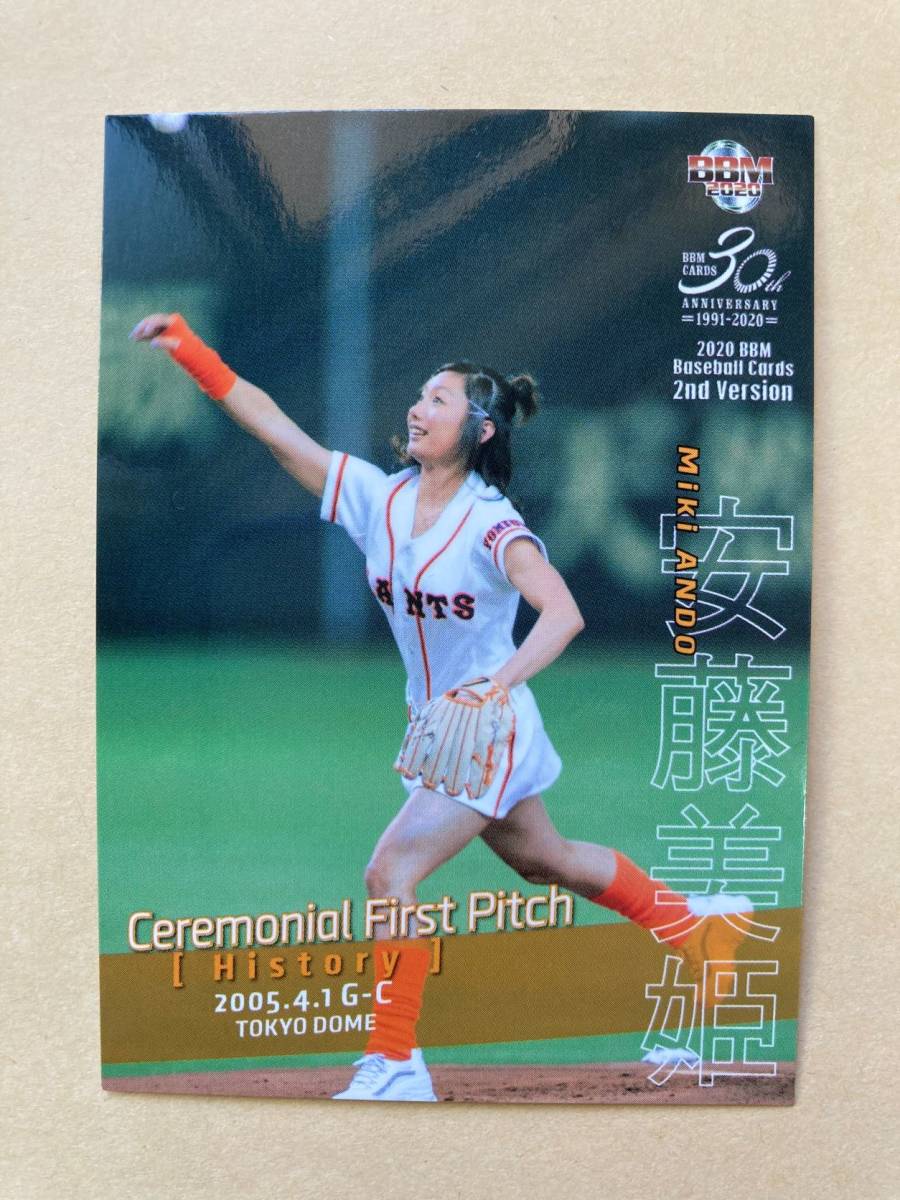 BBM
2020
BBM
CARDS
30th
ANNIVERSARY
=1991-2020=
2020 BBM
Baseball Cards
2nd Version
Miki ANDO
安藤美姫
ANTS
Ceremonial First Pitch
[ History ]
2005.4.1 G-C
TOKYO DOME